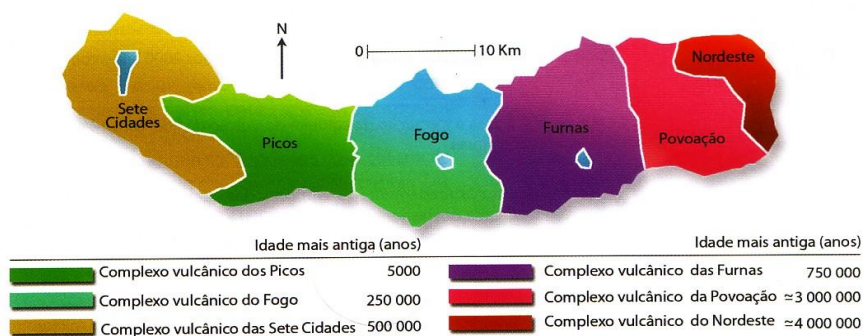 N
0 10 Km
Nordeste
Sete
Cidades
Picos
Fogo
Furnas
Povoação
Idade mais antiga (anos)
Complexo vulcânico dos Picos 5000
Complexo vulcânico do Fogo 250 000
Complexo vulcânico das Sete Cidades 500 000
Idade mais antiga (anos)
Complexo vulcânico das Furnas 750 000
Complexo vulcânico da Povoação ≃3 000 000
Complexo vulcânico do Nordeste ≃4 000 000